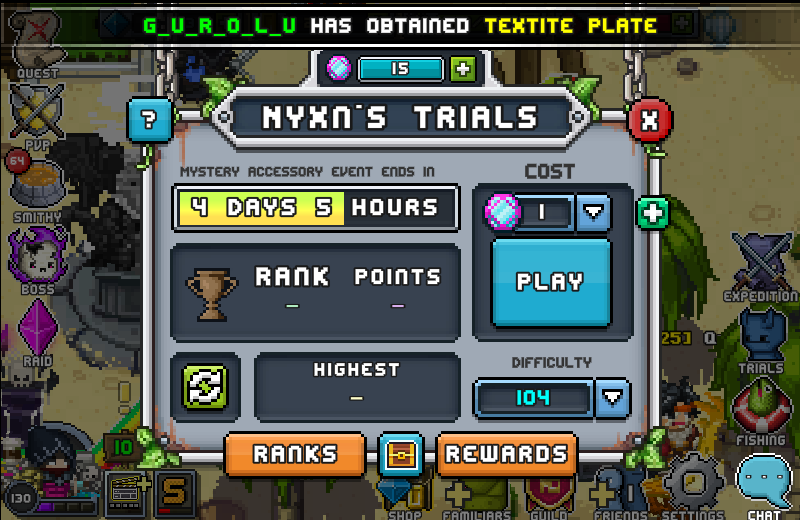 G_U_R_O_L_U HAS OBTAINED TEXTITE PLATE
QUEST
15
?
NYXN'S TRIALS
X
PVP
MYSTERY ACCESSORY EVENT ENDS IN
COST
64
4 DAYS 5 HOURS
1
SMITHY
RANK POINTS
- -
PLAY
BOSS
EXPEDITION
25] Q
RAID
HIGHEST
-
DIFFICULTY
104
TRIALS
FISHING
10
RANKS
REWARDS
130
S
SHOP
FAMILIARS
GUILD
FRIENDS
SETTINGS
CHAT